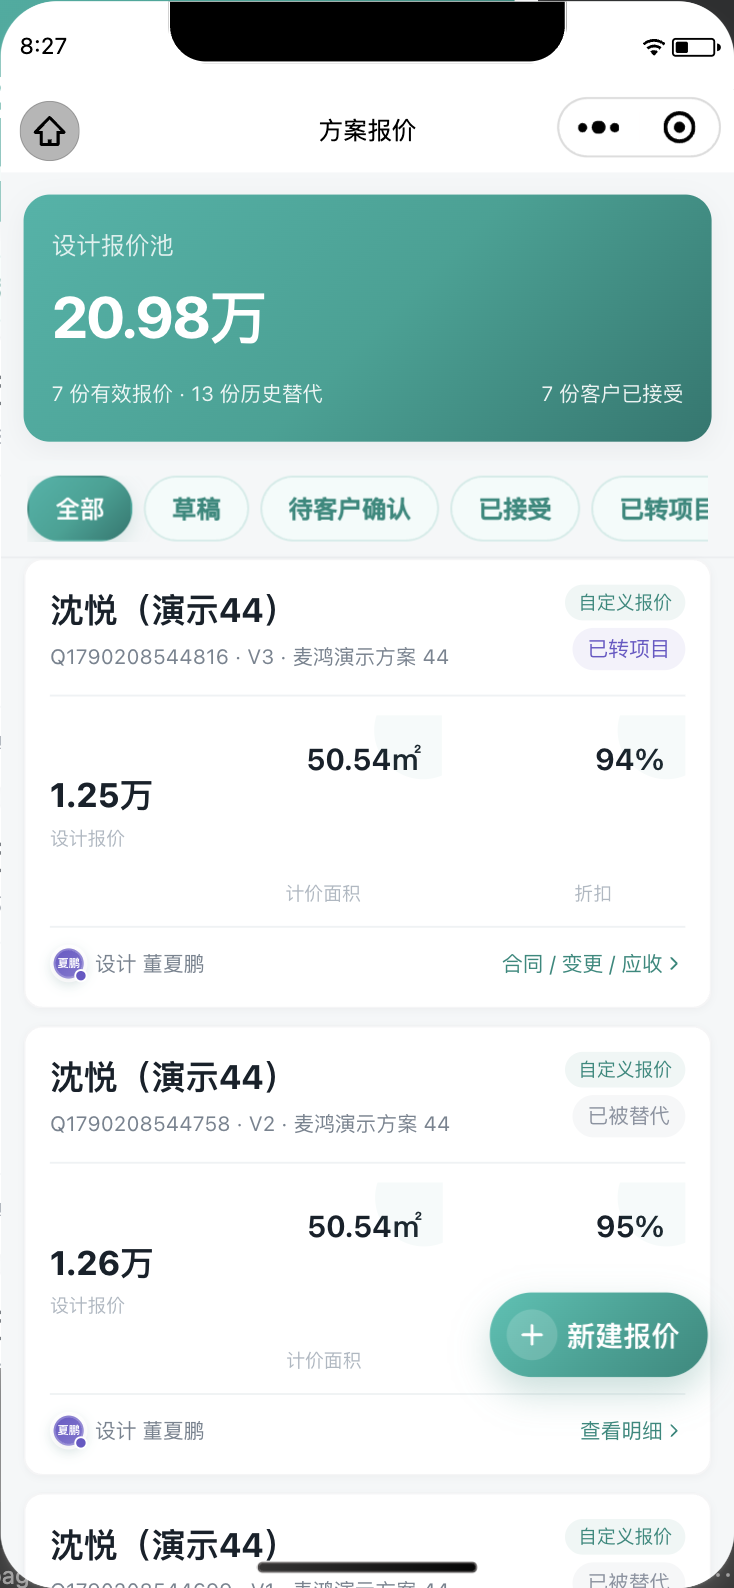 8:27
方案报价
设计报价池
20.98万
7 份有效报价 · 13 份历史替代
7 份客户已接受
全部
草稿
待客户确认
已接受
已转项目
沈悦（演示44）
自定义报价
Q1790208544816 · V3 · 麦鸿演示方案 44
已转项目
50.54㎡
94%
1.25万
设计报价
计价面积
折扣
夏鹏
设计 董夏鹏
合同 / 变更 / 应收
沈悦（演示44）
自定义报价
Q1790208544758 · V2 · 麦鸿演示方案 44
已被替代
50.54㎡
95%
1.26万
设计报价
新建报价
计价面积
夏鹏
设计 董夏鹏
查看明细
沈悦（演示44）
自定义报价
已被替代